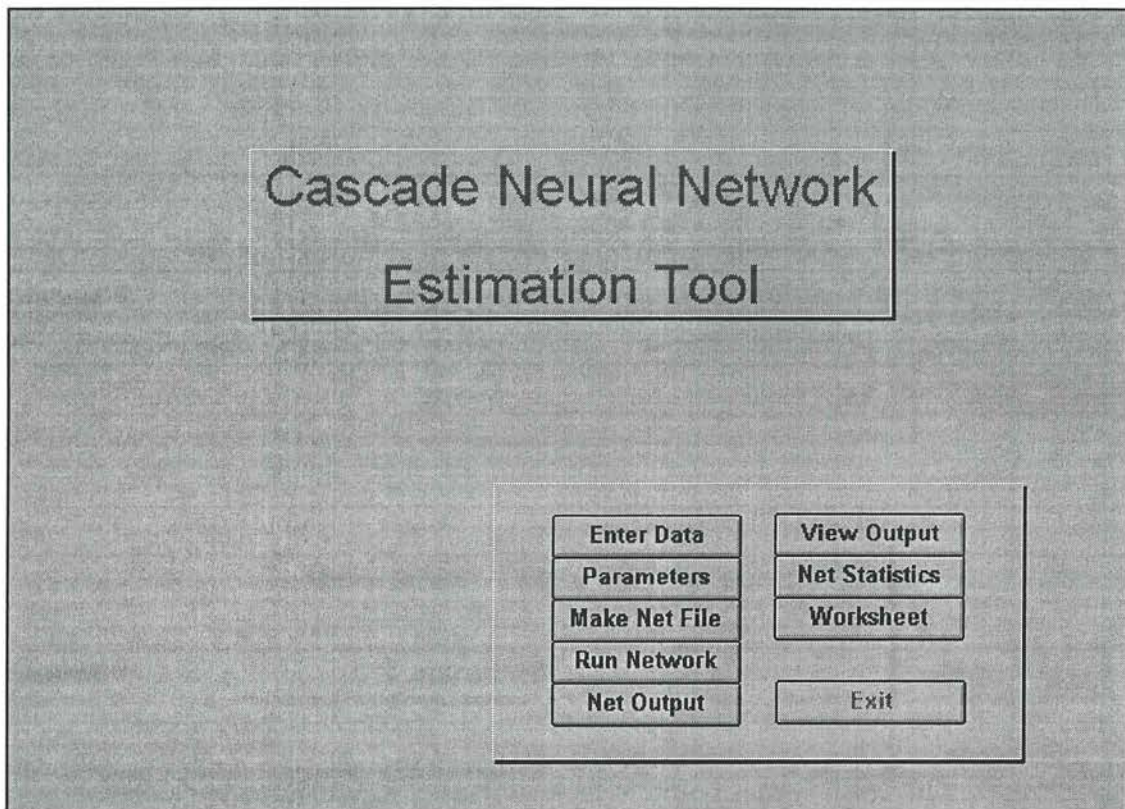 Cascade Neural Network
Estimation Tool
Enter Data
Parameters
Make Net File
Run Network
Net Output
View Output
Net Statistics
Worksheet
Exit